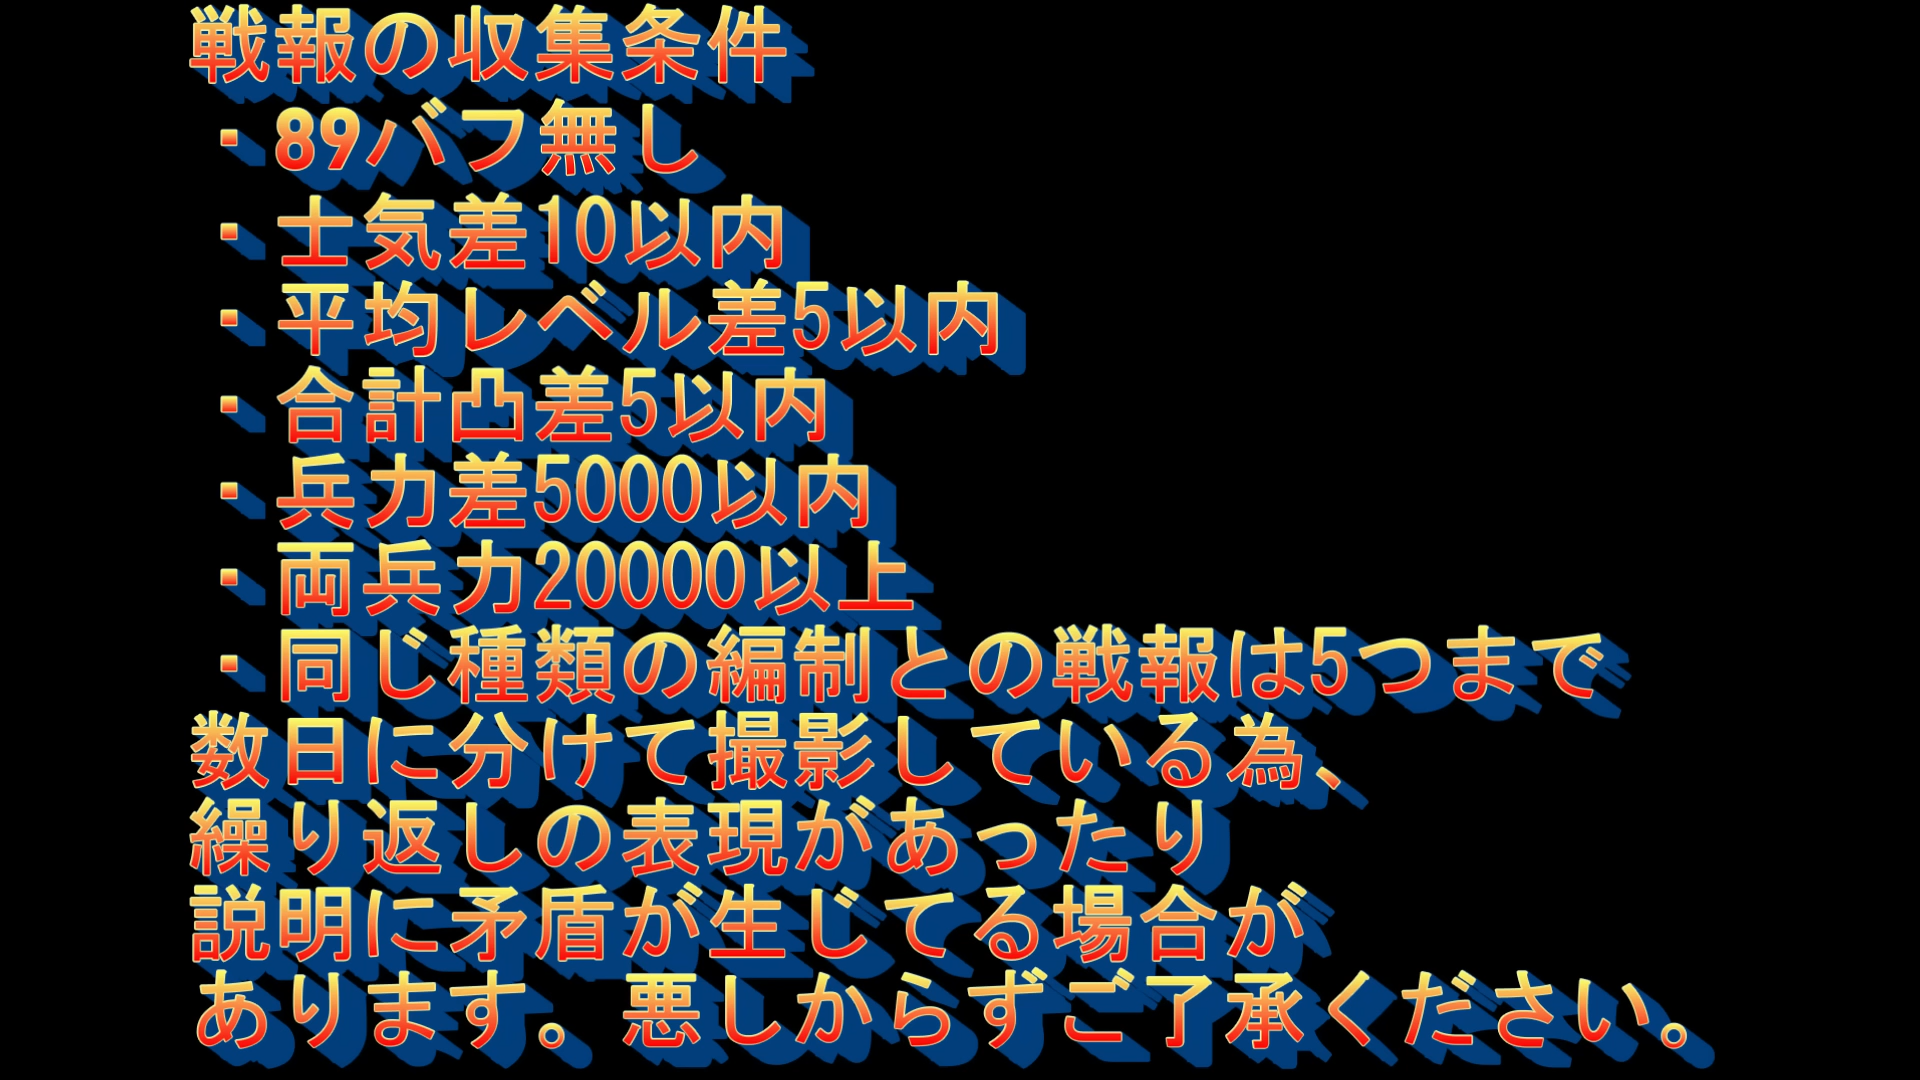 戦報の収集条件
・89バフ無し
・士気差10以内
・平均レベル差5以内
・合計凸差5以内
・兵力差5000以内
・両兵力20000以上
・同じ種類の編制との戦報は5つまで
数日に分けて撮影している為、
繰り返しの表現があったり
説明に矛盾が生じてる場合が
あります。悪しからずご了承ください。